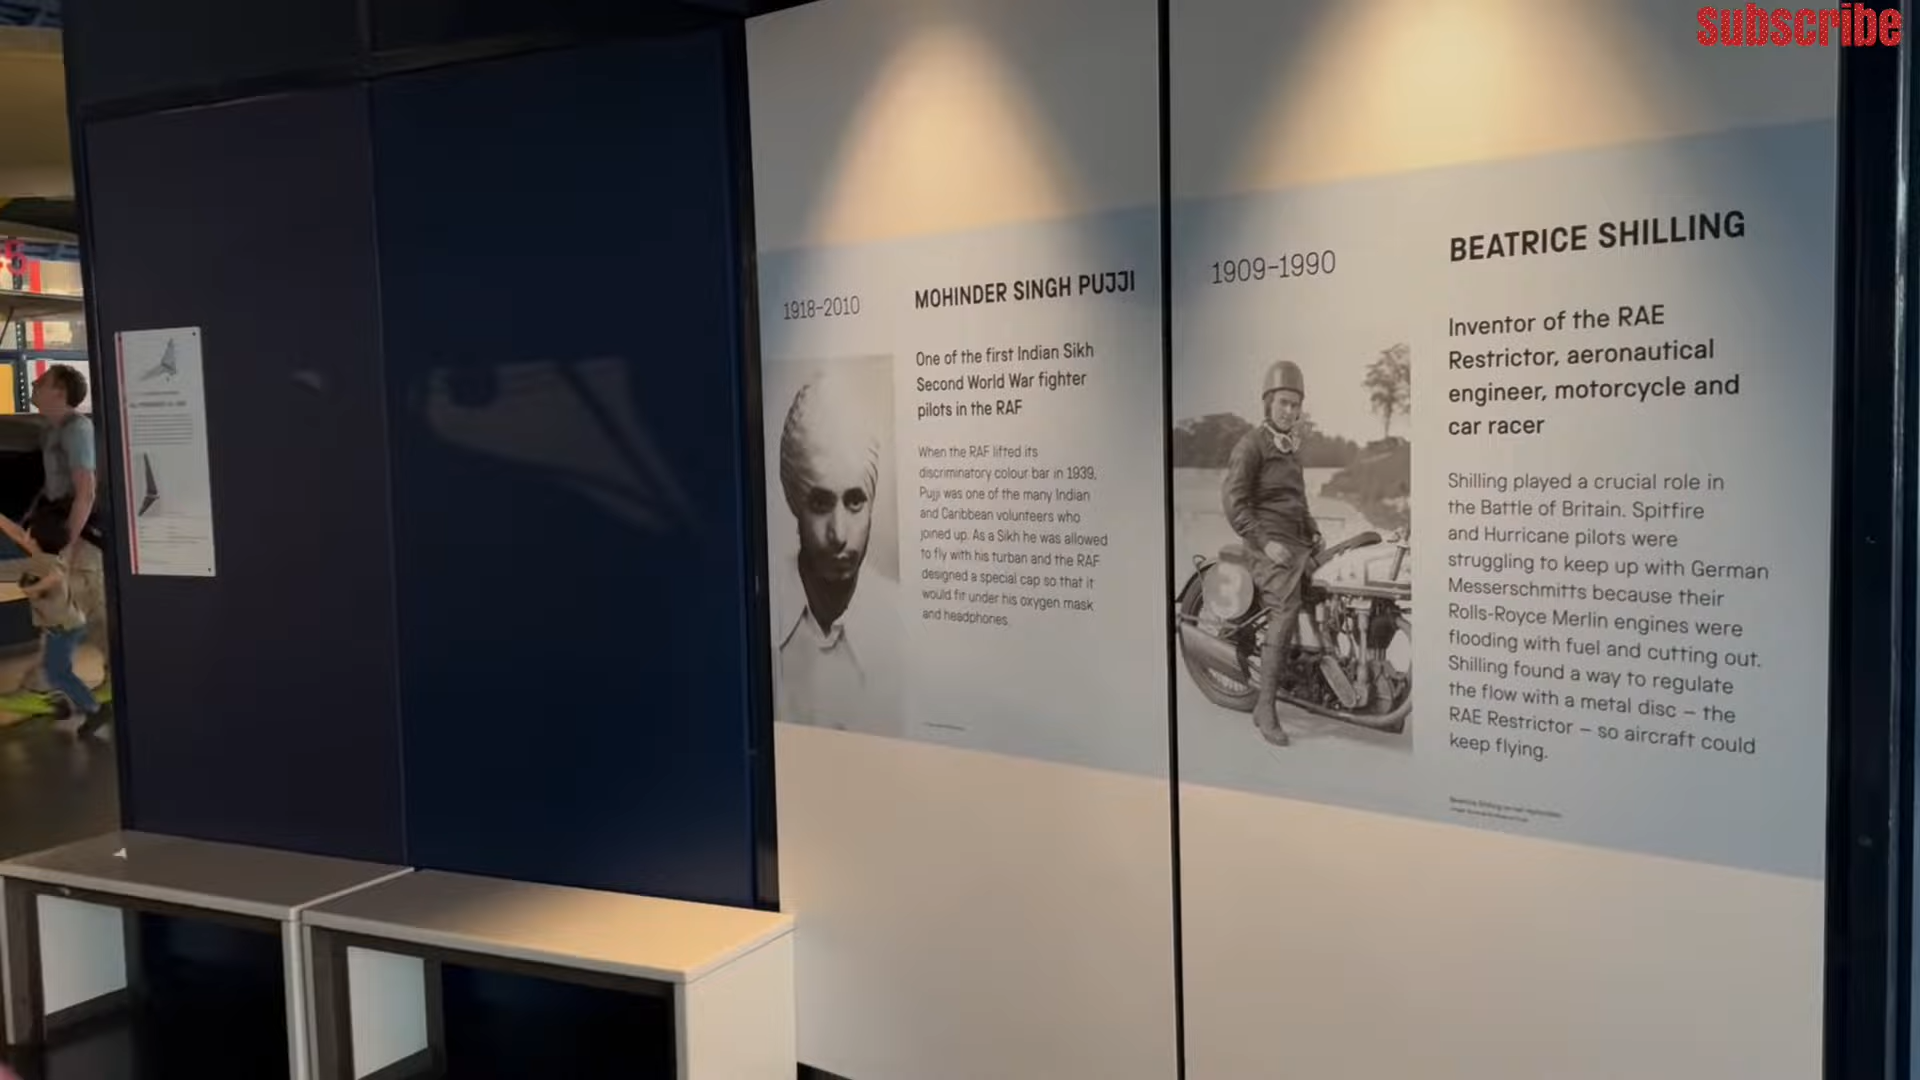 subscribe
1918-2010
MOHINDER SINGH PUJJI
One of the first Indian Sikh
Second World War fighter
pilots in the RAF
When the RAF lifted its
discriminatory colour bar in 1939,
Pujji was one of the many Indian
and Caribbean volunteers who
joined up. As a Sikh he was allowed
to fly with his turban and the RAF
designed a special cap so that it
would fit under his oxygen mask
and headphones.
1909-1990
BEATRICE SHILLING
Inventor of the RAE
Restrictor, aeronautical
engineer, motorcycle and
car racer
Shilling played a crucial role in
the Battle of Britain. Spitfire
and Hurricane pilots were
struggling to keep up with German
Messerschmitts because their
Rolls-Royce Merlin engines were
flooding with fuel and cutting out.
Shilling found a way to regulate
the flow with a metal disc – the
RAE Restrictor – so aircraft could
keep flying.
3